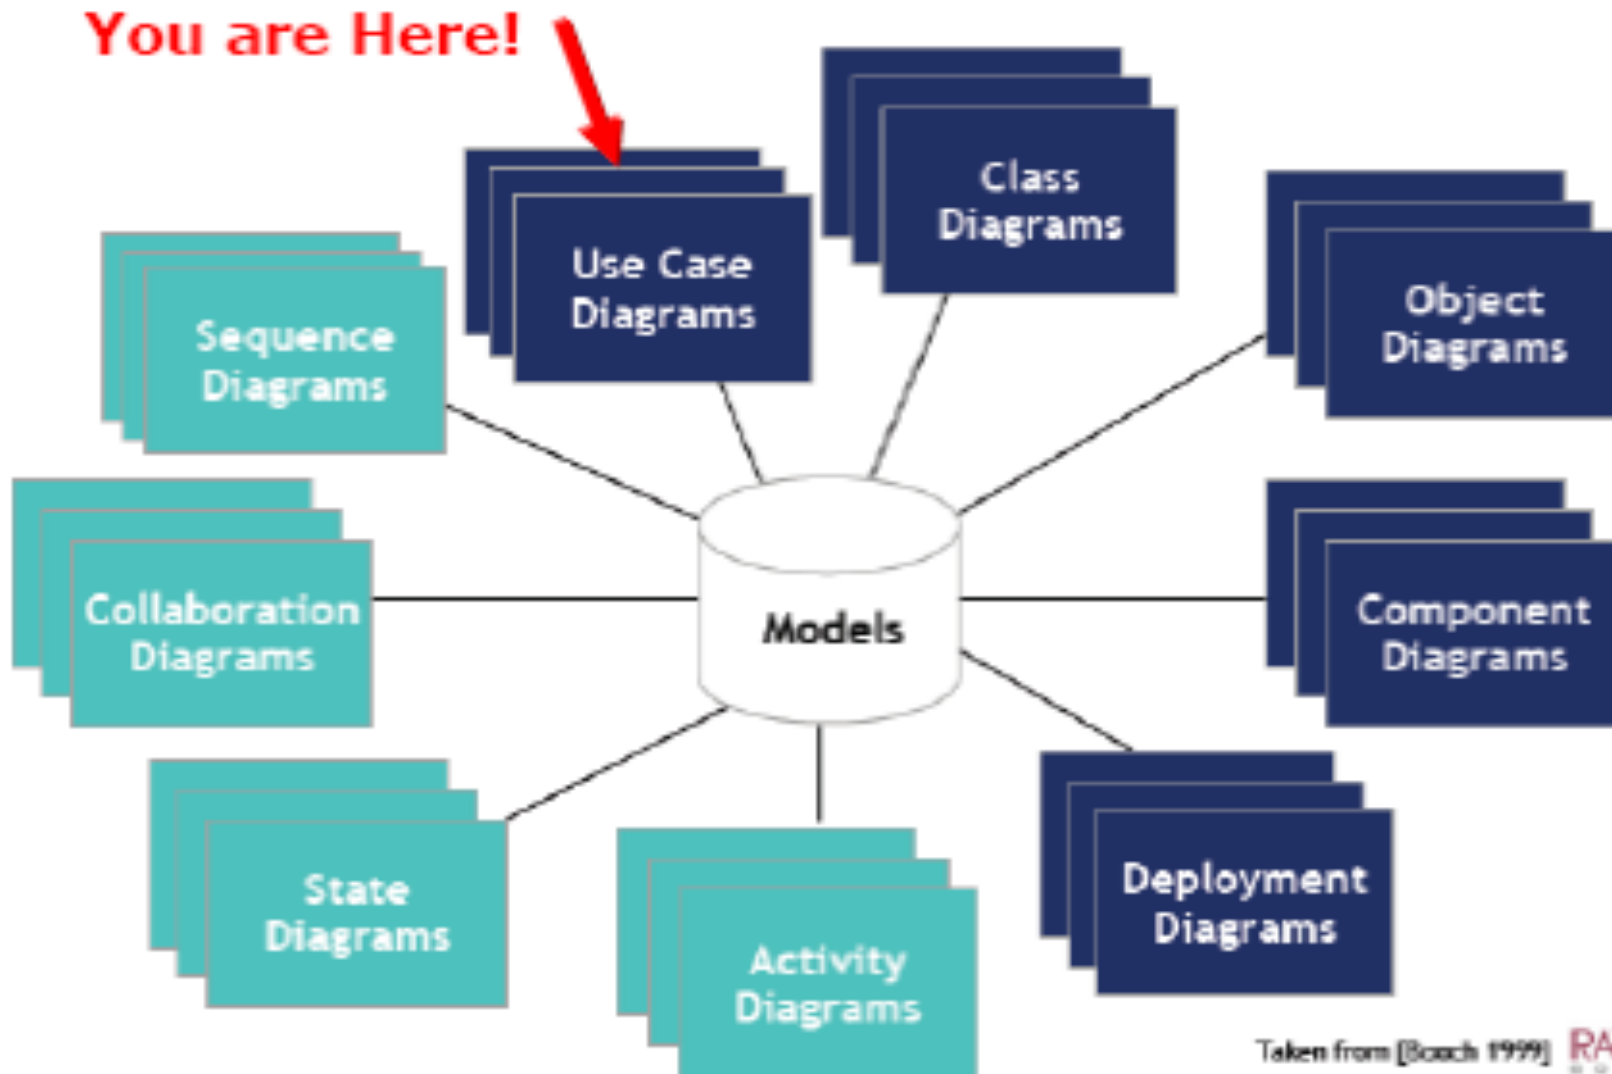 You are Here!
Class
Diagrams
Use Case
Diagrams
Object
Diagrams
Sequence
Diagrams
Collaboration
Diagrams
Models
Component
Diagrams
State
Diagrams
Activity
Diagrams
Deployment
Diagrams
Taken from [Booch 1999]
RA